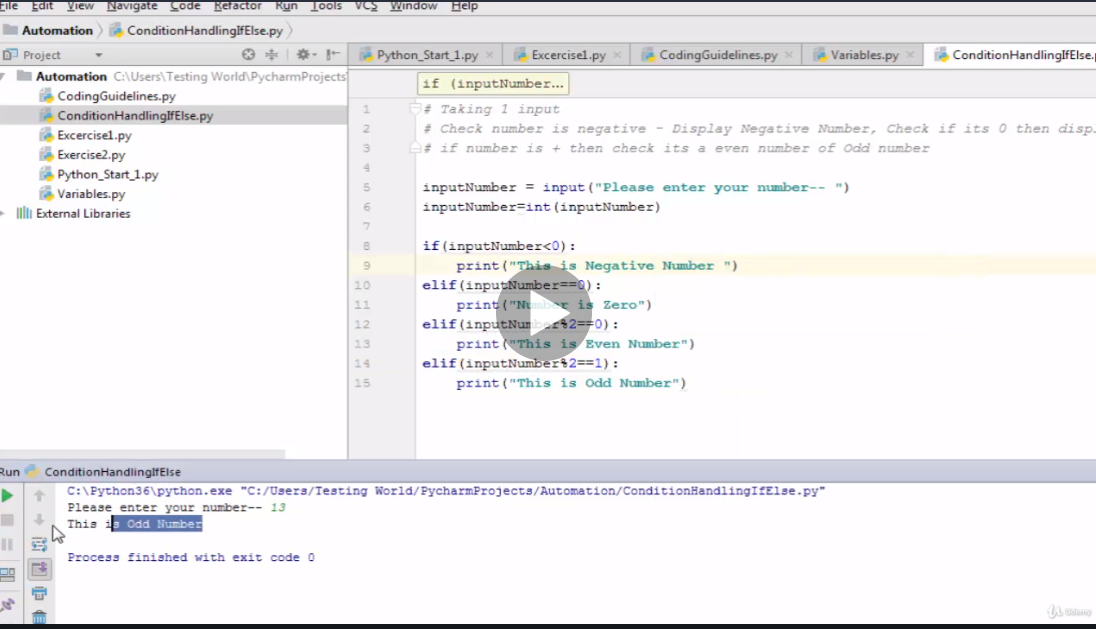 File Edit View Navigate Code Refactor Run Tools VCS Window Help
Automation ConditionHandlingIfElse.py
Project Python_Start_1.py Excercise1.py CodingGuidelines.py Variables.py ConditionHandlingIfElse.p
Automation C:\Users\Testing World\PycharmProjects
CodingGuidelines.py
ConditionHandlingIfElse.py
Excercise1.py
Exercise2.py
Python_Start_1.py
Variables.py
External Libraries
if (inputNumber...
1 # Taking 1 input
2 # Check number is negative - Display Negative Number, Check if its 0 then disp
3 # if number is + then check its a even number of Odd number
4
5 inputNumber = input("Please enter your number-- ")
6 inputNumber=int(inputNumber)
7
8 if(inputNumber<0):
9 print("This is Negative Number ")
10 elif(inputNumber==0):
11 print("Number is Zero")
12 elif(inputNumber%2==0):
13 print("This is Even Number")
14 elif(inputNumber%2==1):
15 print("This is Odd Number")
Run ConditionHandlingIfElse
C:\Python36\python.exe "C:/Users/Testing World/PycharmProjects/Automation/ConditionHandlingIfElse.py"
Please enter your number-- 13
This is Odd Number
Process finished with exit code 0
Udemy